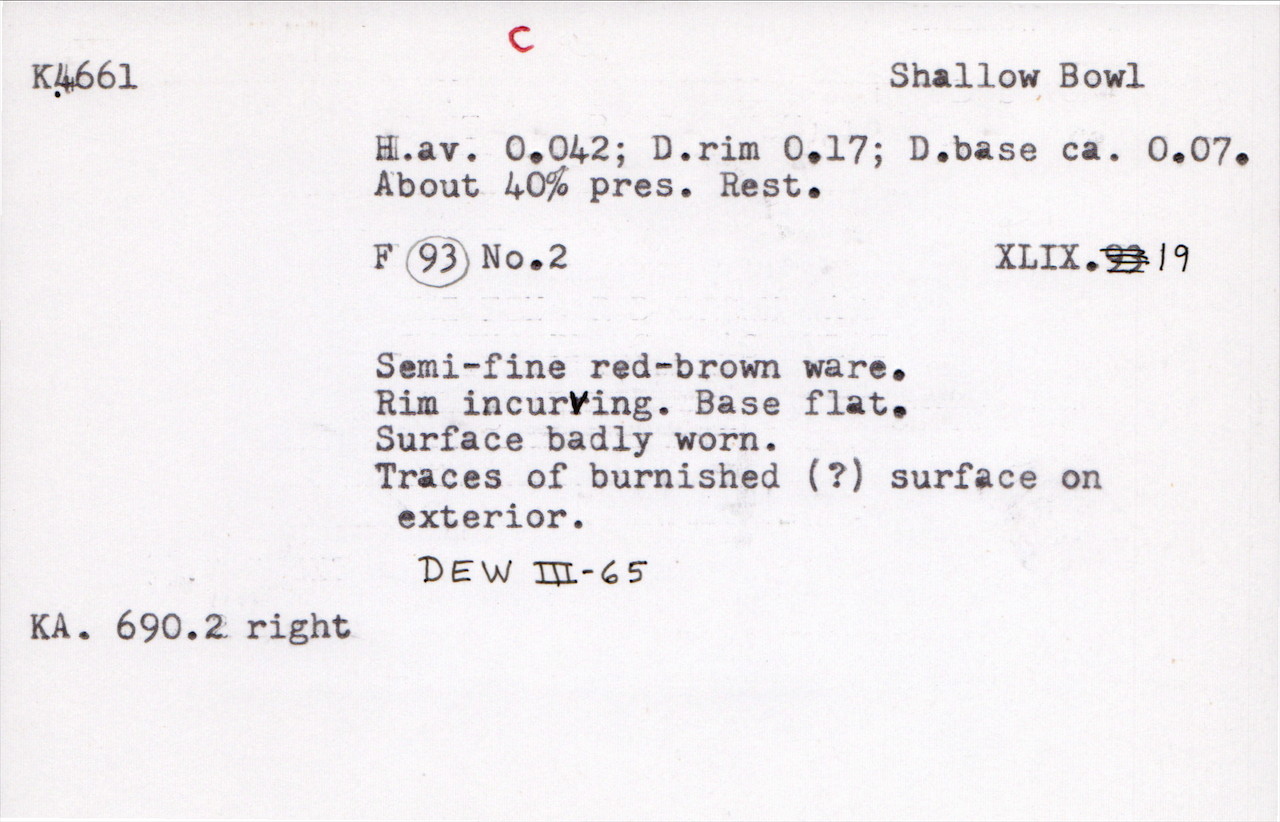 C
K4661 Shallow Bowl
H.av. 0.042; D.rim 0.17; D.base ca. 0.07.
About 40% pres. Rest.
F 93 No.2 XLIX. 19
Semi-fine red-brown ware.
Rim incurving. Base flat.
Surface badly worn.
Traces of burnished (?) surface on
exterior.
DEW III-65
KA. 690.2 right